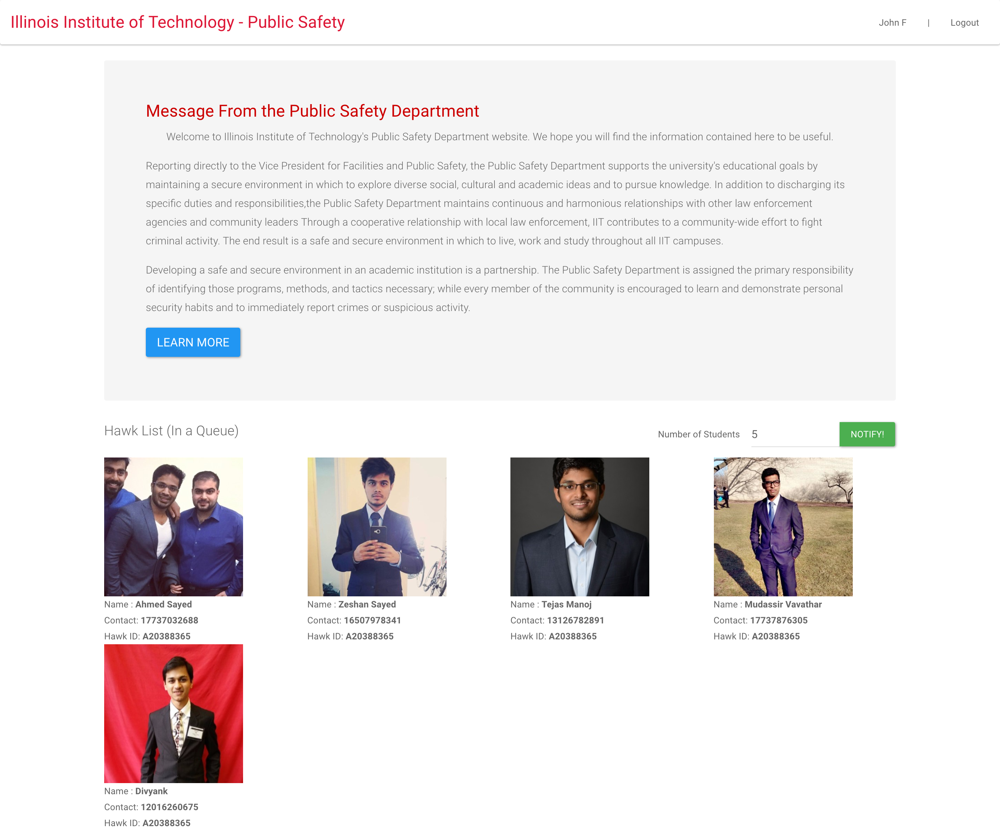 Illinois Institute of Technology - Public Safety
John F | Logout
Message From the Public Safety Department
Welcome to Illinois Institute of Technology's Public Safety Department website. We hope you will find the information contained here to be useful.
Reporting directly to the Vice President for Facilities and Public Safety, the Public Safety Department supports the university's educational goals by
maintaining a secure environment in which to explore diverse social, cultural and academic ideas and to pursue knowledge. In addition to discharging its
specific duties and responsibilities,the Public Safety Department maintains continuous and harmonious relationships with other law enforcement
agencies and community leaders Through a cooperative relationship with local law enforcement, IIT contributes to a community-wide effort to fight
criminal activity. The end result is a safe and secure environment in which to live, work and study throughout all IIT campuses.
Developing a safe and secure environment in an academic institution is a partnership. The Public Safety Department is assigned the primary responsibility
of identifying those programs, methods, and tactics necessary; while every member of the community is encouraged to learn and demonstrate personal
security habits and to immediately report crimes or suspicious activity.
LEARN MORE
Hawk List (In a Queue)
Number of Students 5 NOTIFY!
Name : Ahmed Sayed
Contact: 17737032688
Hawk ID: A20388365
Name : Zeshan Sayed
Contact: 16507978341
Hawk ID: A20388365
Name : Tejas Manoj
Contact: 13126782891
Hawk ID: A20388365
Name : Mudassir Vavathar
Contact: 17737876305
Hawk ID: A20388365
Name : Divyank
Contact: 12016260675
Hawk ID: A20388365